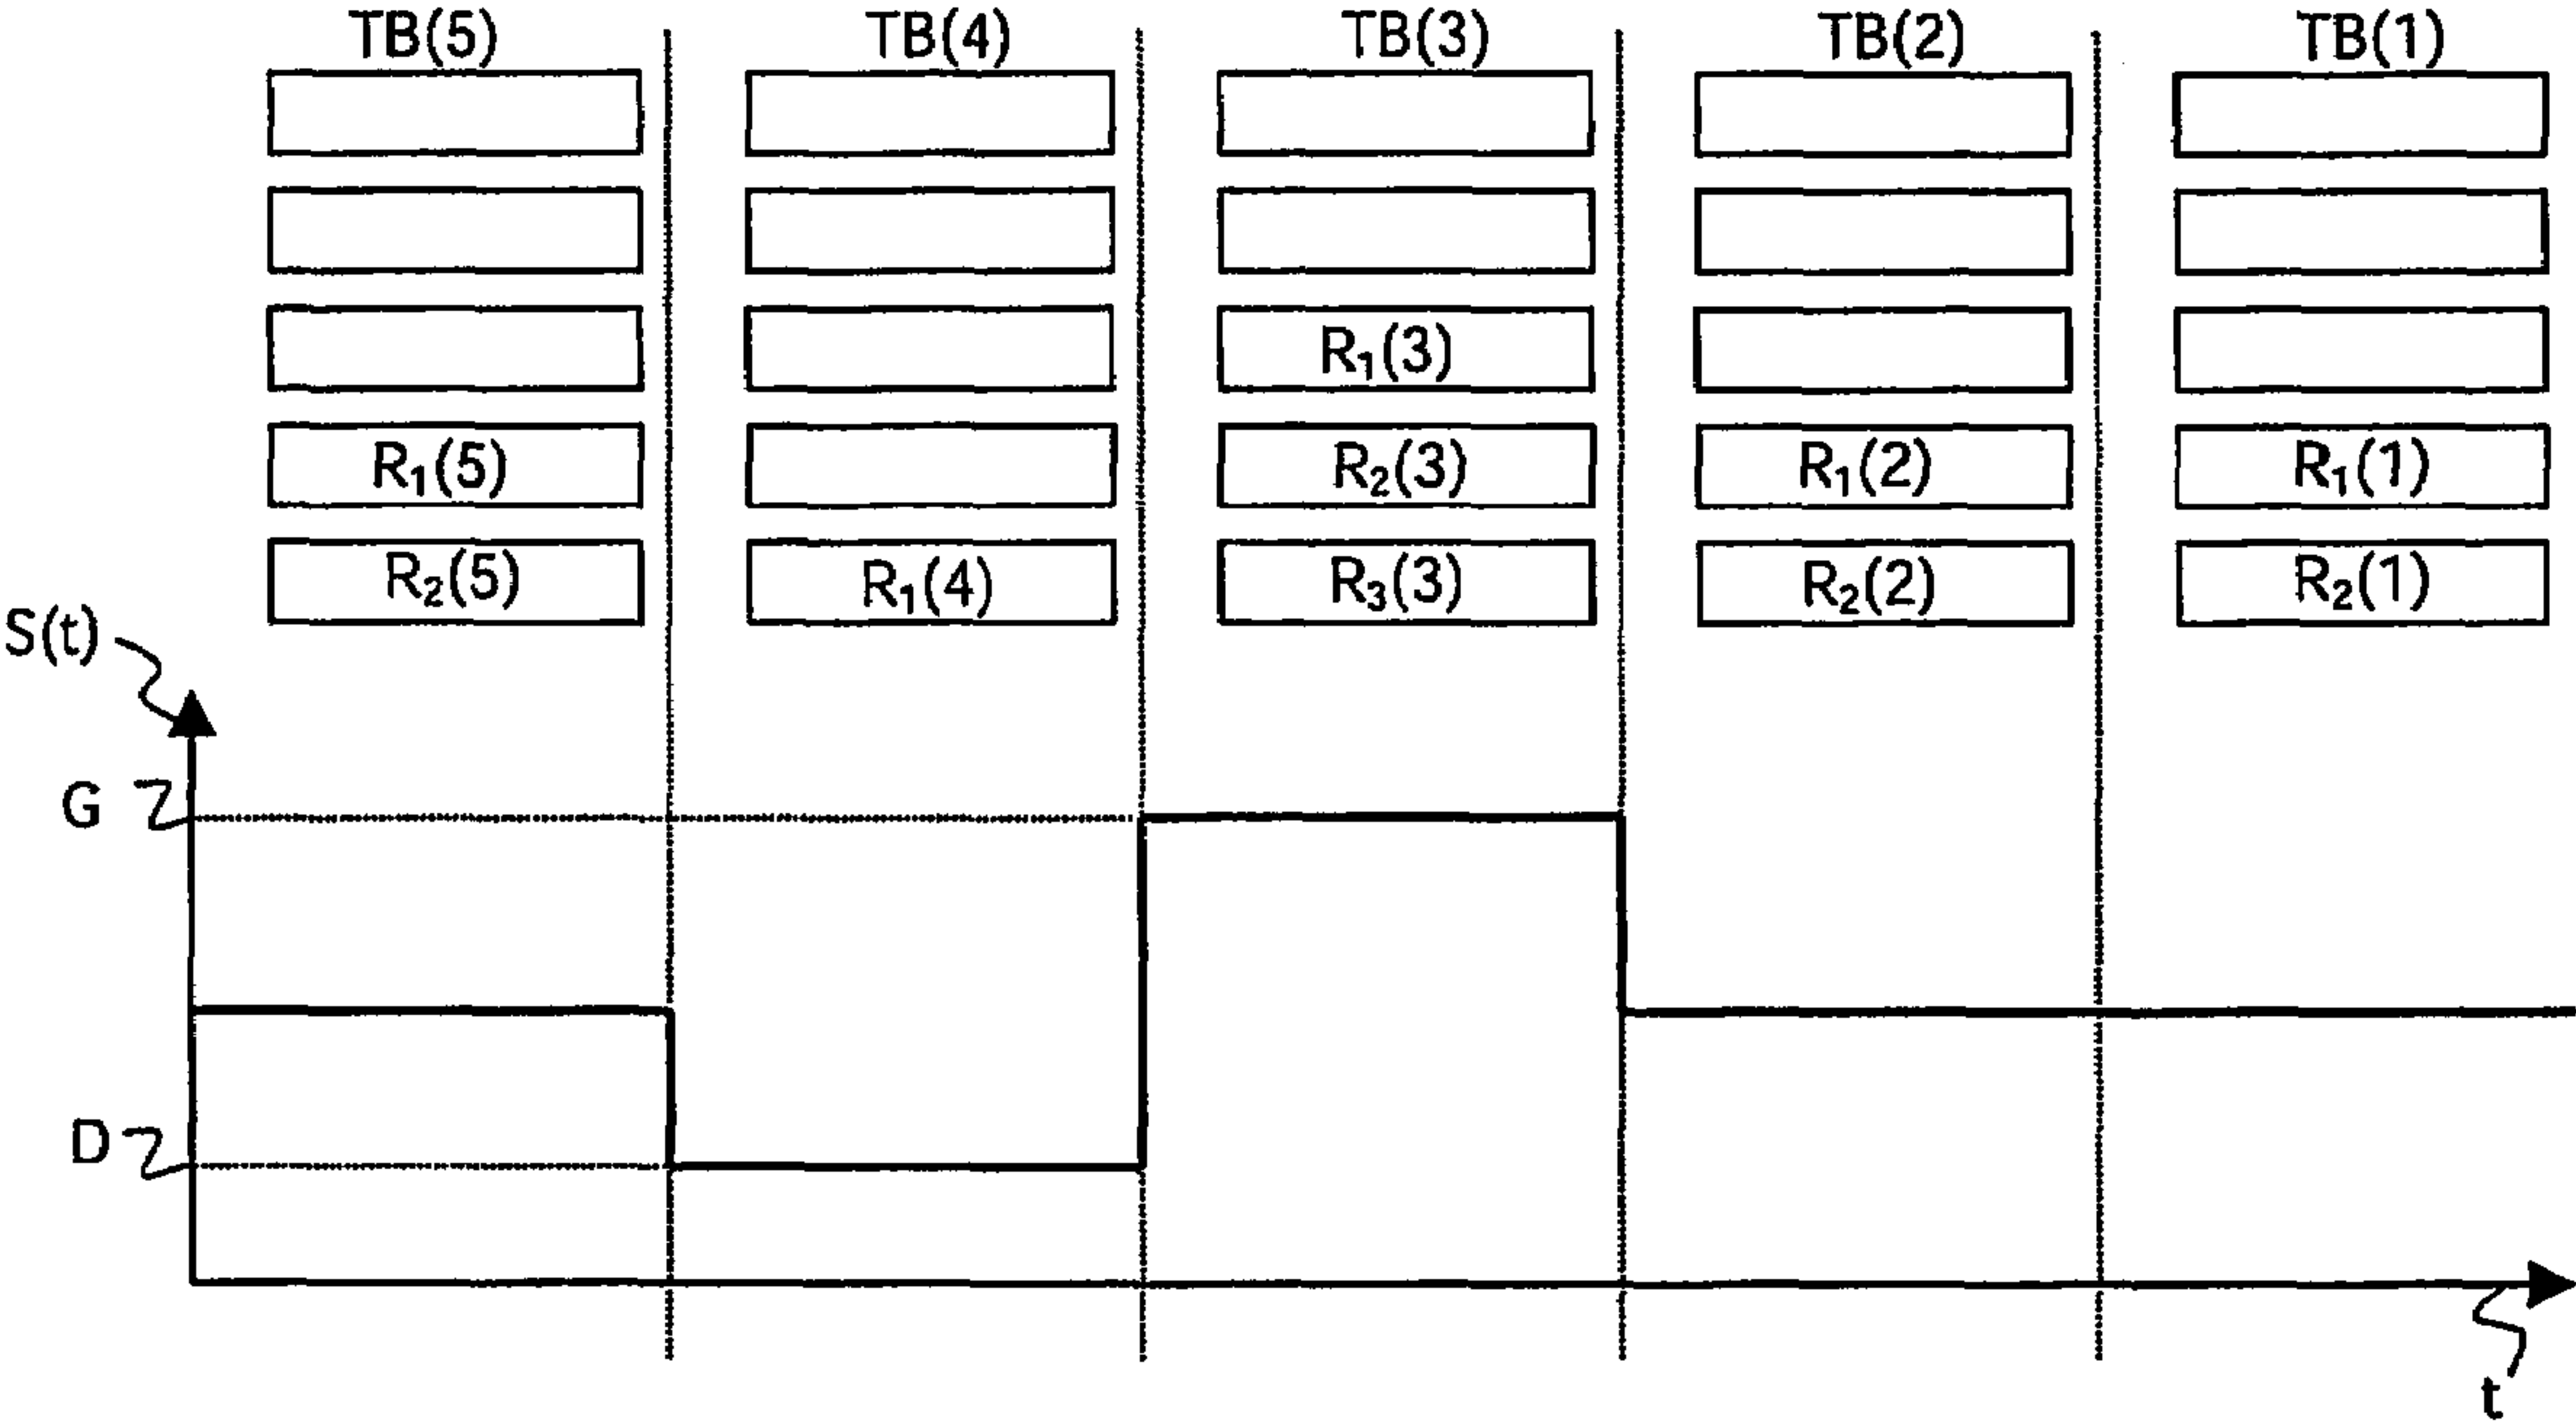 TB(5) TB(4) TB(3) TB(2) TB(1)
R₁(3)
R₁(5) R₂(3) R₁(2) R₁(1)
R₂(5) R₁(4) R₃(3) R₂(2) R₂(1)
S(t)
G
D
t